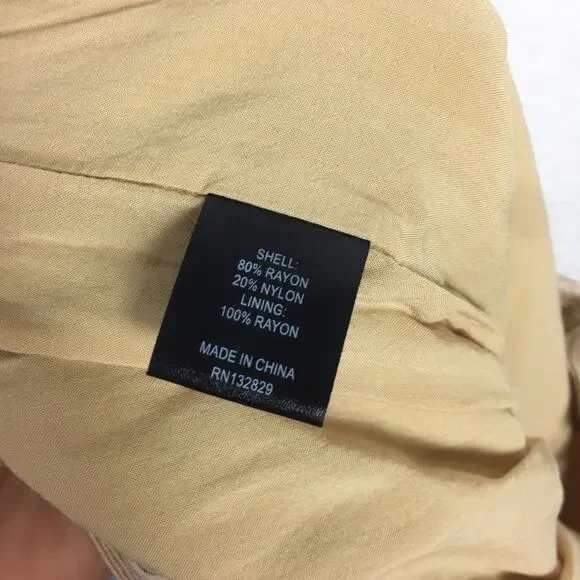 SHELL:
80% RAYON
20% NYLON
LINING:
100% RAYON
MADE IN CHINA
RN132829